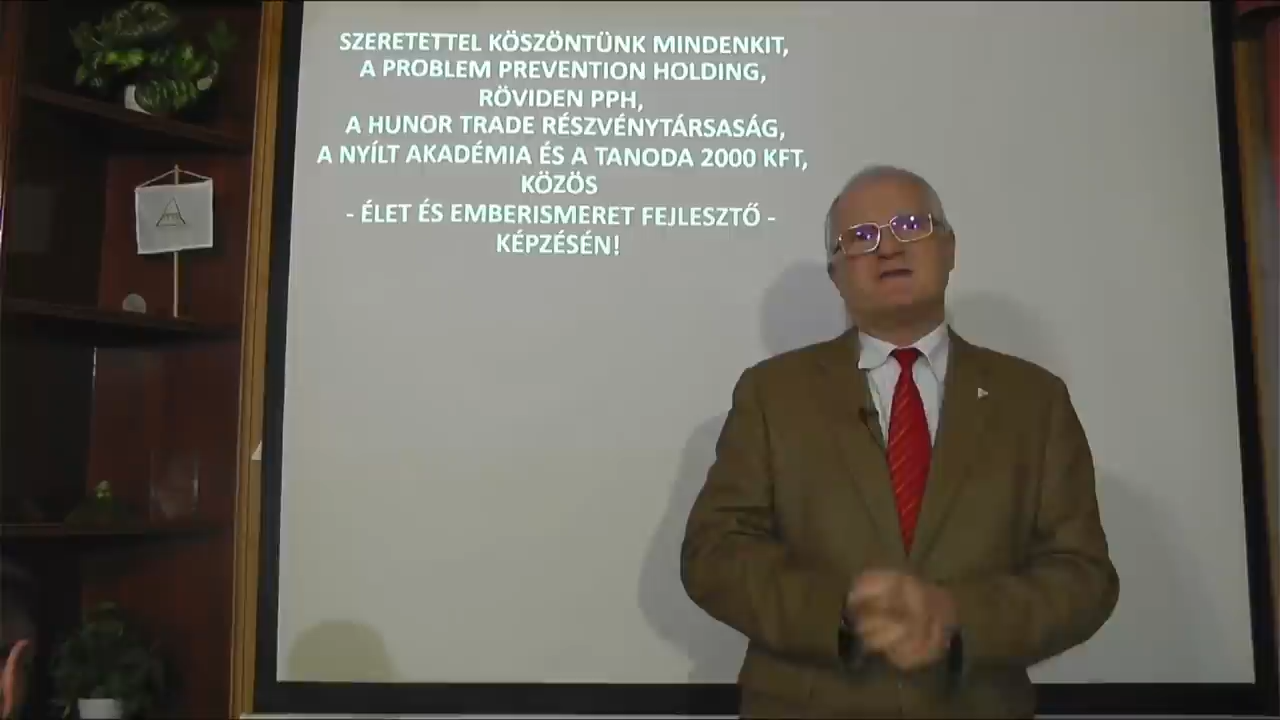 SZERETETTEL KÖSZÖNTÜNK MINDENKIT,
A PROBLEM PREVENTION HOLDING,
RÖVIDEN PPH,
A HUNOR TRADE RÉSZVÉNYTÁRSASÁG,
A NYÍLT AKADÉMIA ÉS A TANODA 2000 KFT,
KÖZÖS
- ÉLET ÉS EMBERISMERET FEJLESZTŐ -
KÉPZÉSÉN!